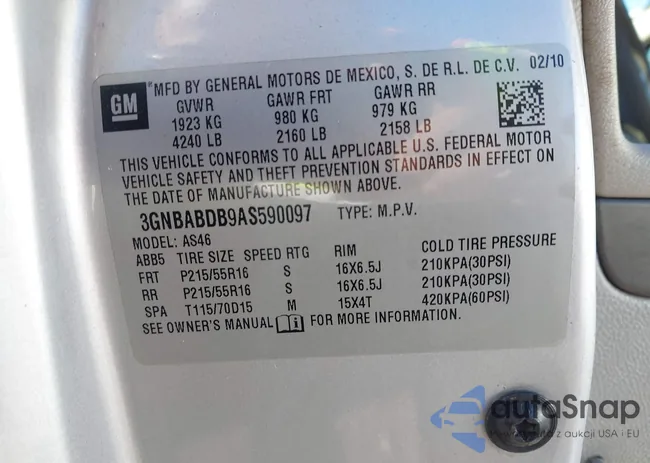 "MFD BY GENERAL MOTORS DE MEXICO, S. DE R.L. DE C.V. 02/10
GM
GVWR GAWR FRT GAWR RR
1923 KG 980 KG 979 KG
4240 LB 2160 LB 2158 LB
THIS VEHICLE CONFORMS TO ALL APPLICABLE U.S. FEDERAL MOTOR
VEHICLE SAFETY AND THEFT PREVENTION STANDARDS IN EFFECT ON
THE DATE OF MANUFACTURE SHOWN ABOVE.
3GNBABDB9AS590097 TYPE: M.P.V.
MODEL: AS46
ABB5 TIRE SIZE SPEED RTG RIM COLD TIRE PRESSURE
FRT P215/55R16 S 16X6.5J 210KPA(30PSI)
RR P215/55R16 S 16X6.5J 210KPA(30PSI)
SPA T115/70D15 M 15X4T 420KPA(60PSI)
SEE OWNER'S MANUAL FOR MORE INFORMATION.
autaSnap
aukcji USA i EU